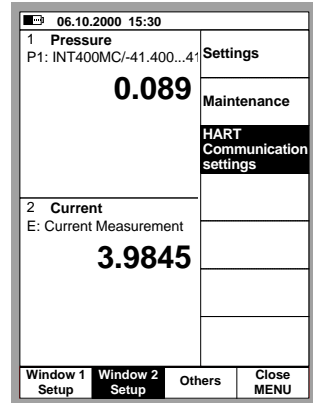 06.10.2000 15:30
1 Pressure
P1: INT400MC/-41.400...41
0.089
2 Current
E: Current Measurement
3.9845
Settings
Maintenance
HART
Communication
settings
Window 1
Setup
Window 2
Setup
Others
Close
MENU